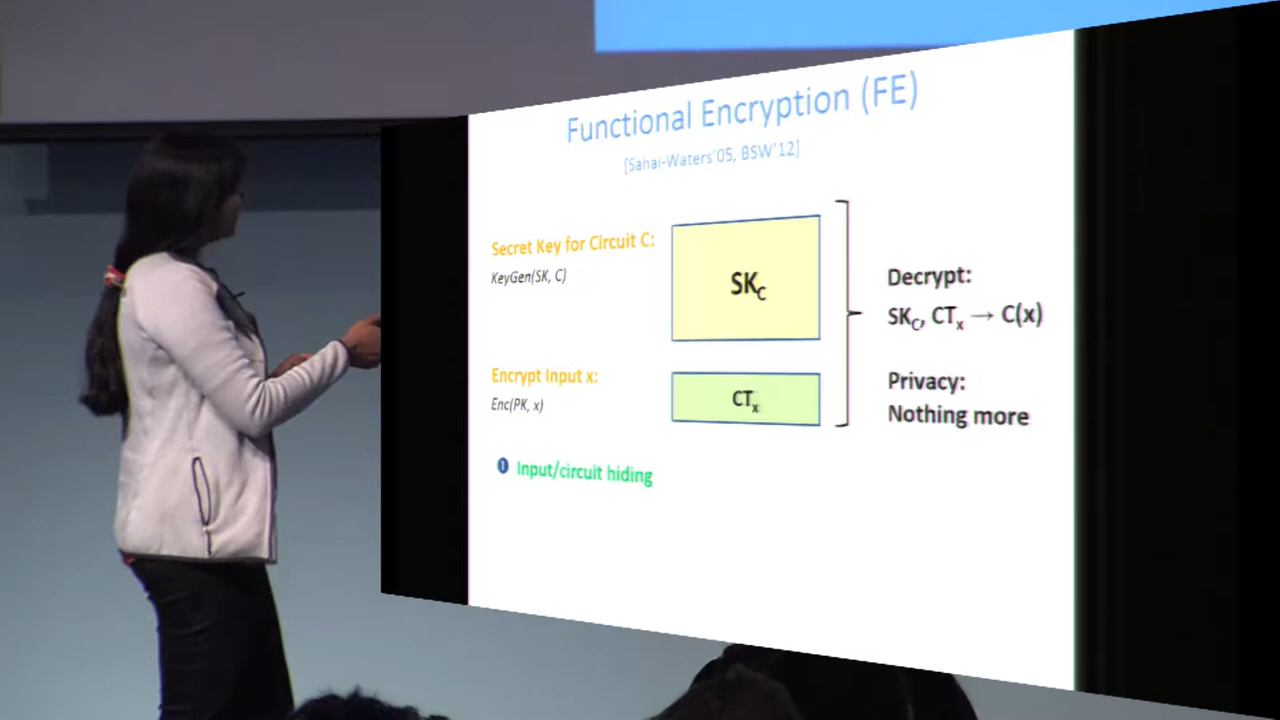 Functional Encryption (FE)
[Sahai-Waters'05, BSW'12]
Secret Key for Circuit C:
KeyGen(SK, C)
SK_C
Decrypt:
SK_C, CT_x → C(x)
Encrypt Input x:
Enc(PK, x)
CT_x
Privacy:
Nothing more
1 Input/circuit hiding